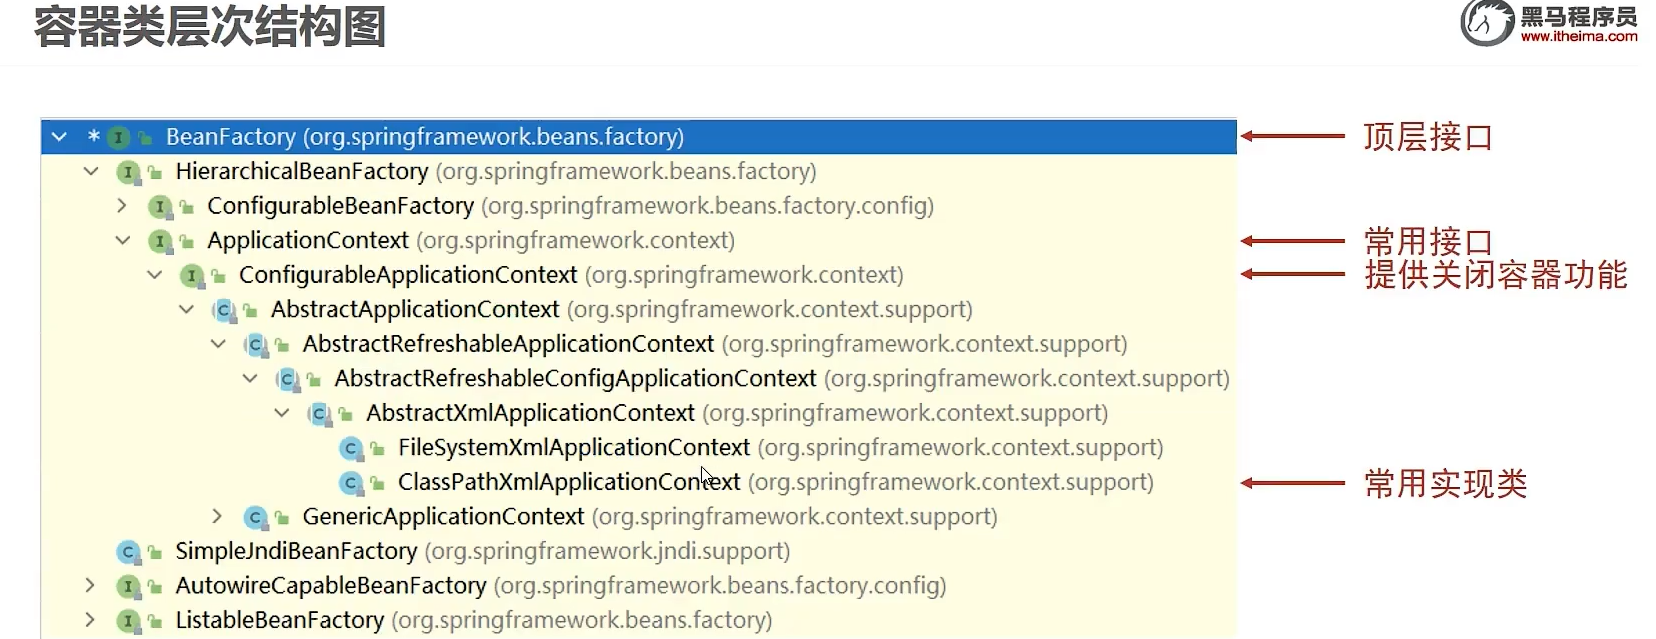 容器类层次结构图
黑马程序员
www.itheima.com
* I BeanFactory (org.springframework.beans.factory)
顶层接口
I HierarchicalBeanFactory (org.springframework.beans.factory)
I ConfigurableBeanFactory (org.springframework.beans.factory.config)
I ApplicationContext (org.springframework.context)
常用接口
I ConfigurableApplicationContext (org.springframework.context)
提供关闭容器功能
C AbstractApplicationContext (org.springframework.context.support)
C AbstractRefreshableApplicationContext (org.springframework.context.support)
C AbstractRefreshableConfigApplicationContext (org.springframework.context.support)
C AbstractXmlApplicationContext (org.springframework.context.support)
C FileSystemXmlApplicationContext (org.springframework.context.support)
C ClassPathXmlApplicationContext (org.springframework.context.support)
常用实现类
C GenericApplicationContext (org.springframework.context.support)
C SimpleJndiBeanFactory (org.springframework.jndi.support)
I AutowireCapableBeanFactory (org.springframework.beans.factory.config)
I ListableBeanFactory (org.springframework.beans.factory)